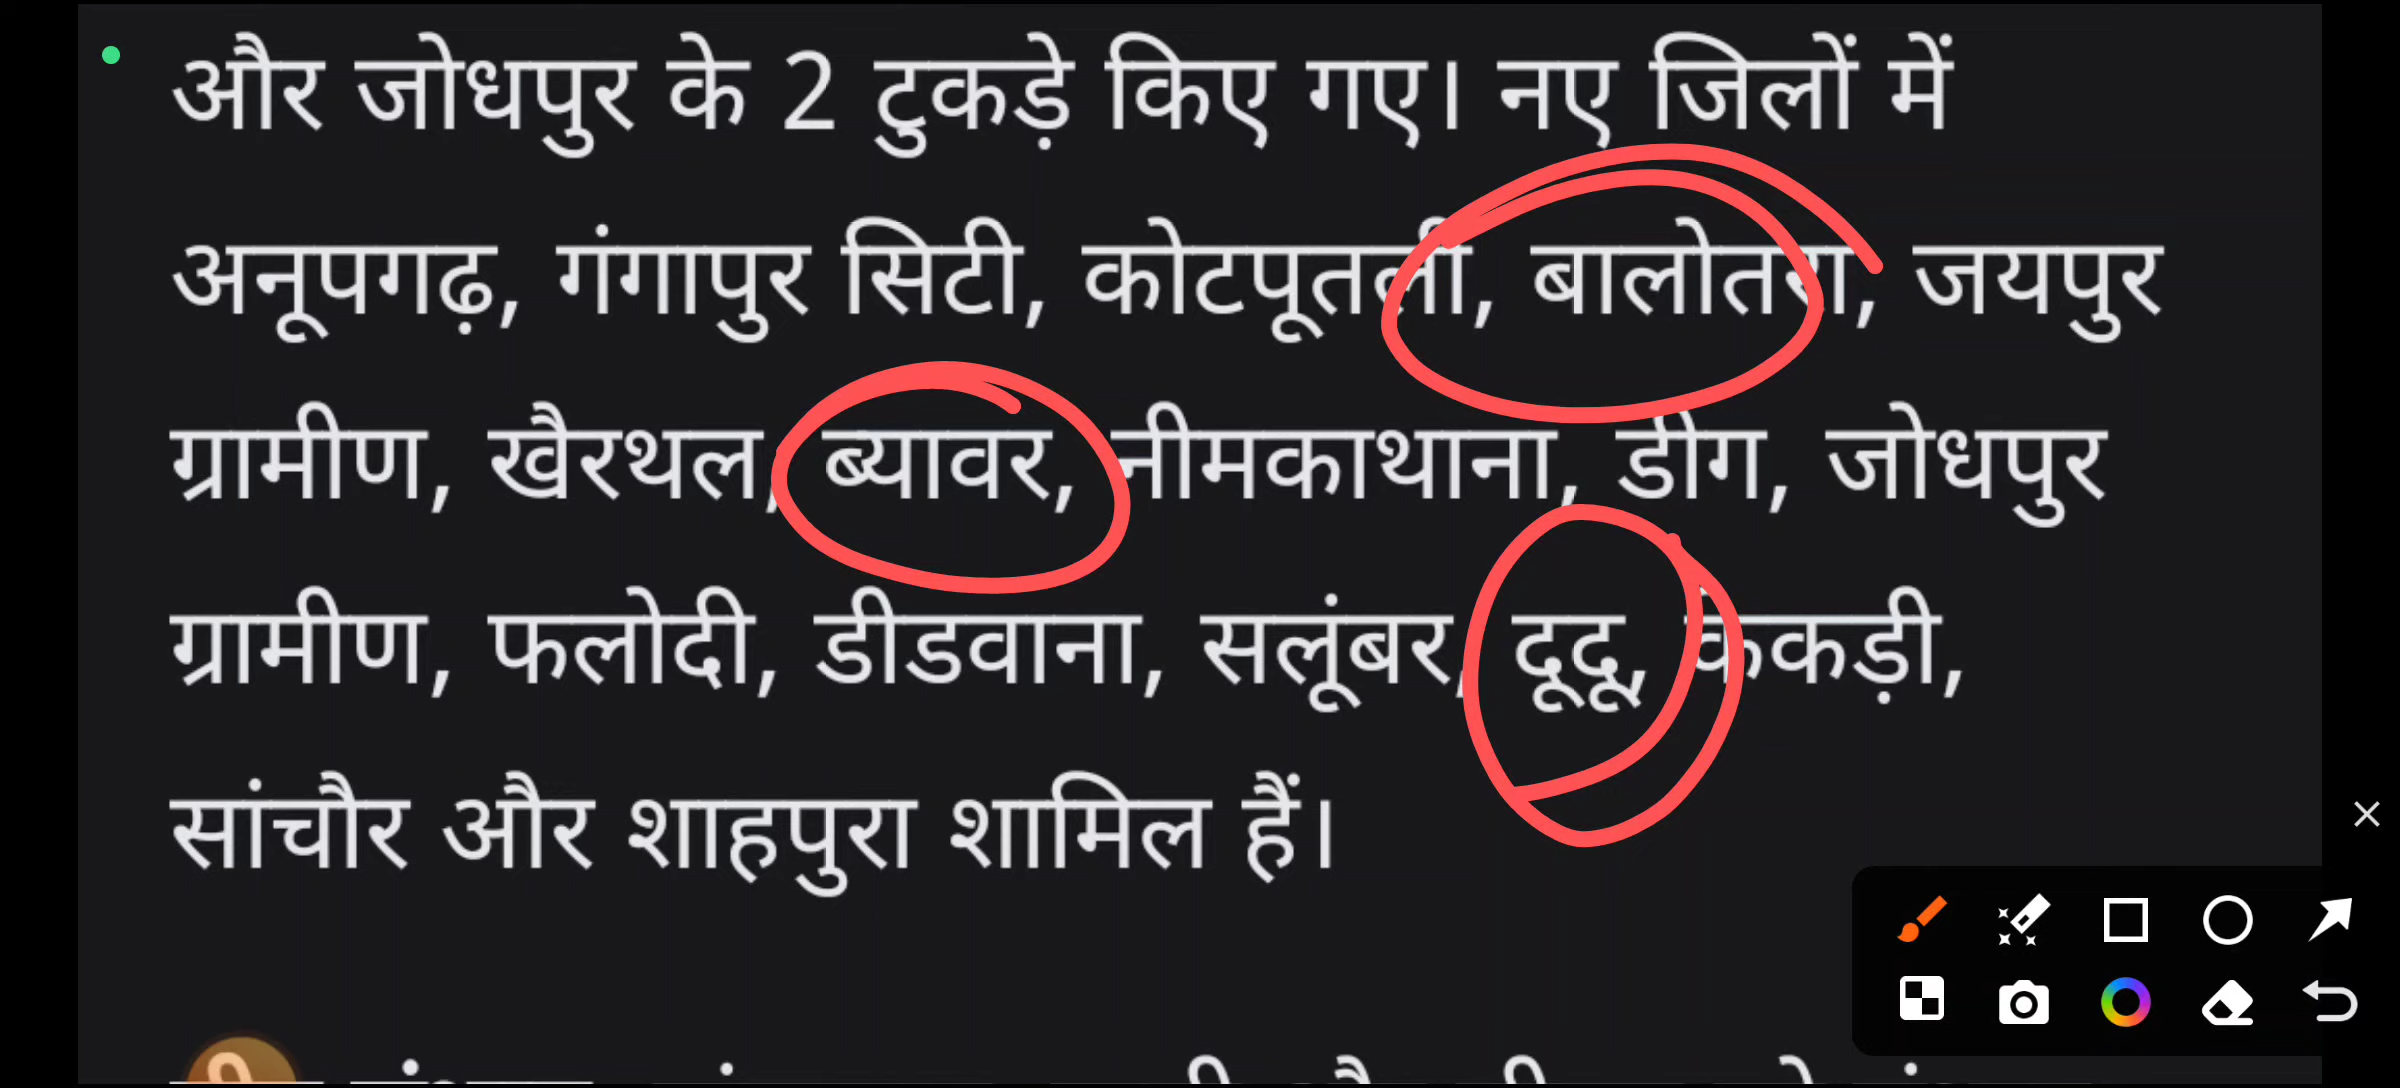 और जोधपुर के 2 टुकड़े किए गए। नए जिलों में
अनूपगढ़, गंगापुर सिटी, कोटपूतली, बालोतरा, जयपुर
ग्रामीण, खैरथल, ब्यावर, नीमकाथाना, डीग, जोधपुर
ग्रामीण, फलोदी, डीडवाना, सलूंबर, दूदू, केकड़ी,
सांचौर और शाहपुरा शामिल हैं।